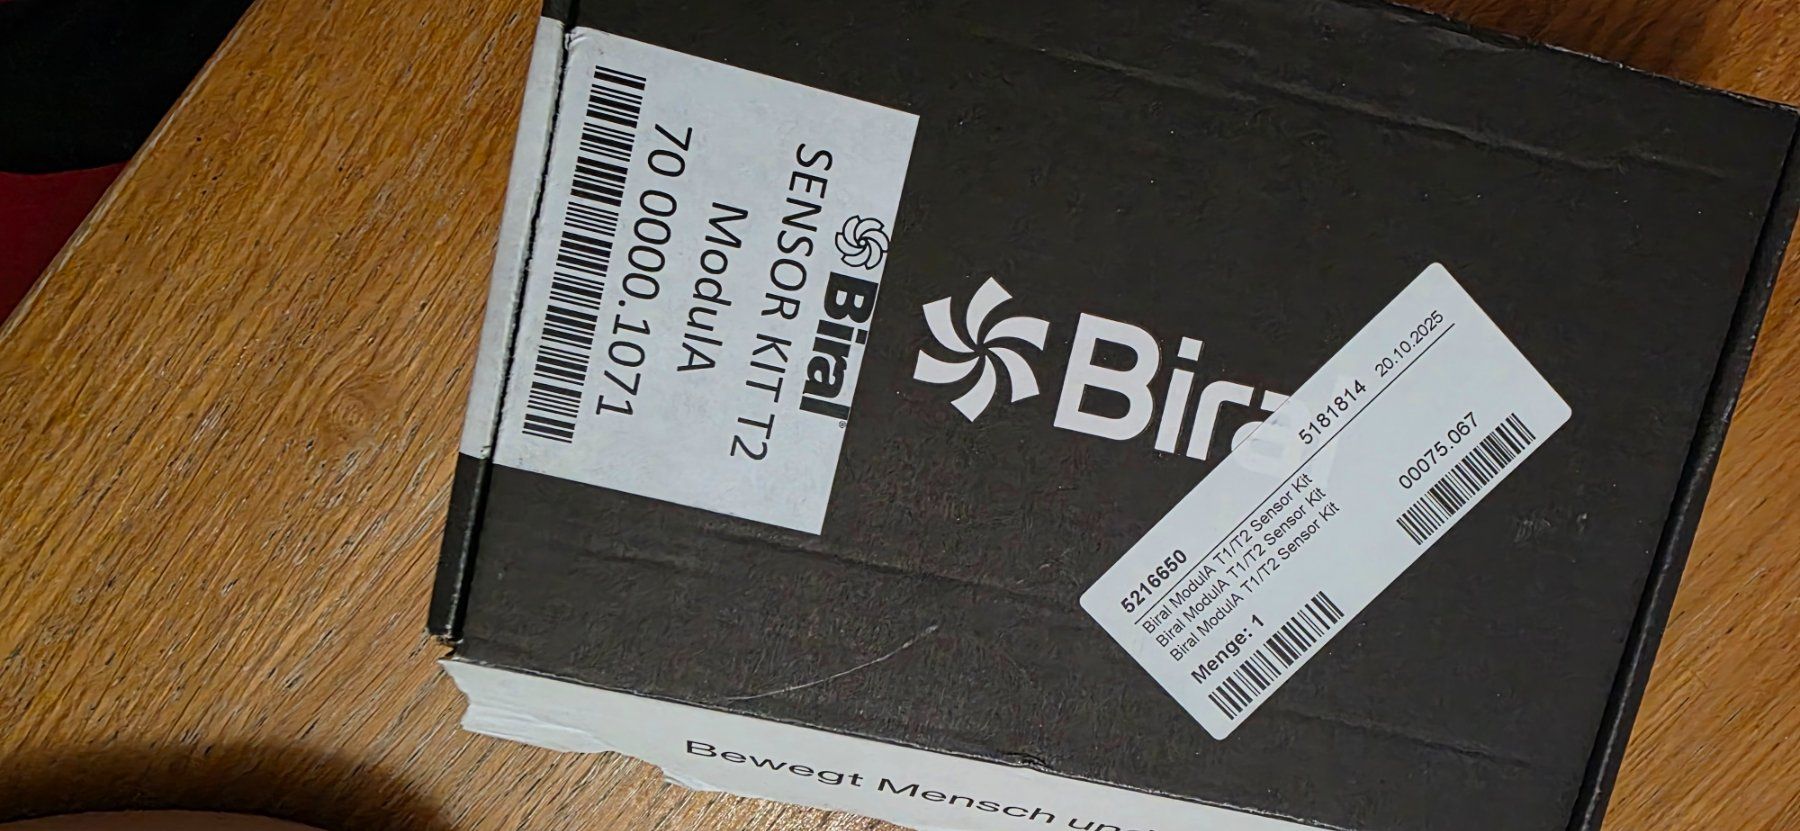 Biral®
SENSOR KIT T2
ModulA
70 0000.1071
Biral
5181814 20.10.2025
5216650
Biral ModulA T1/T2 Sensor Kit
Biral ModulA T1/T2 Sensor Kit
Biral ModulA T1/T2 Sensor Kit
Menge: 1
00075.067
Bewegt Mensch und